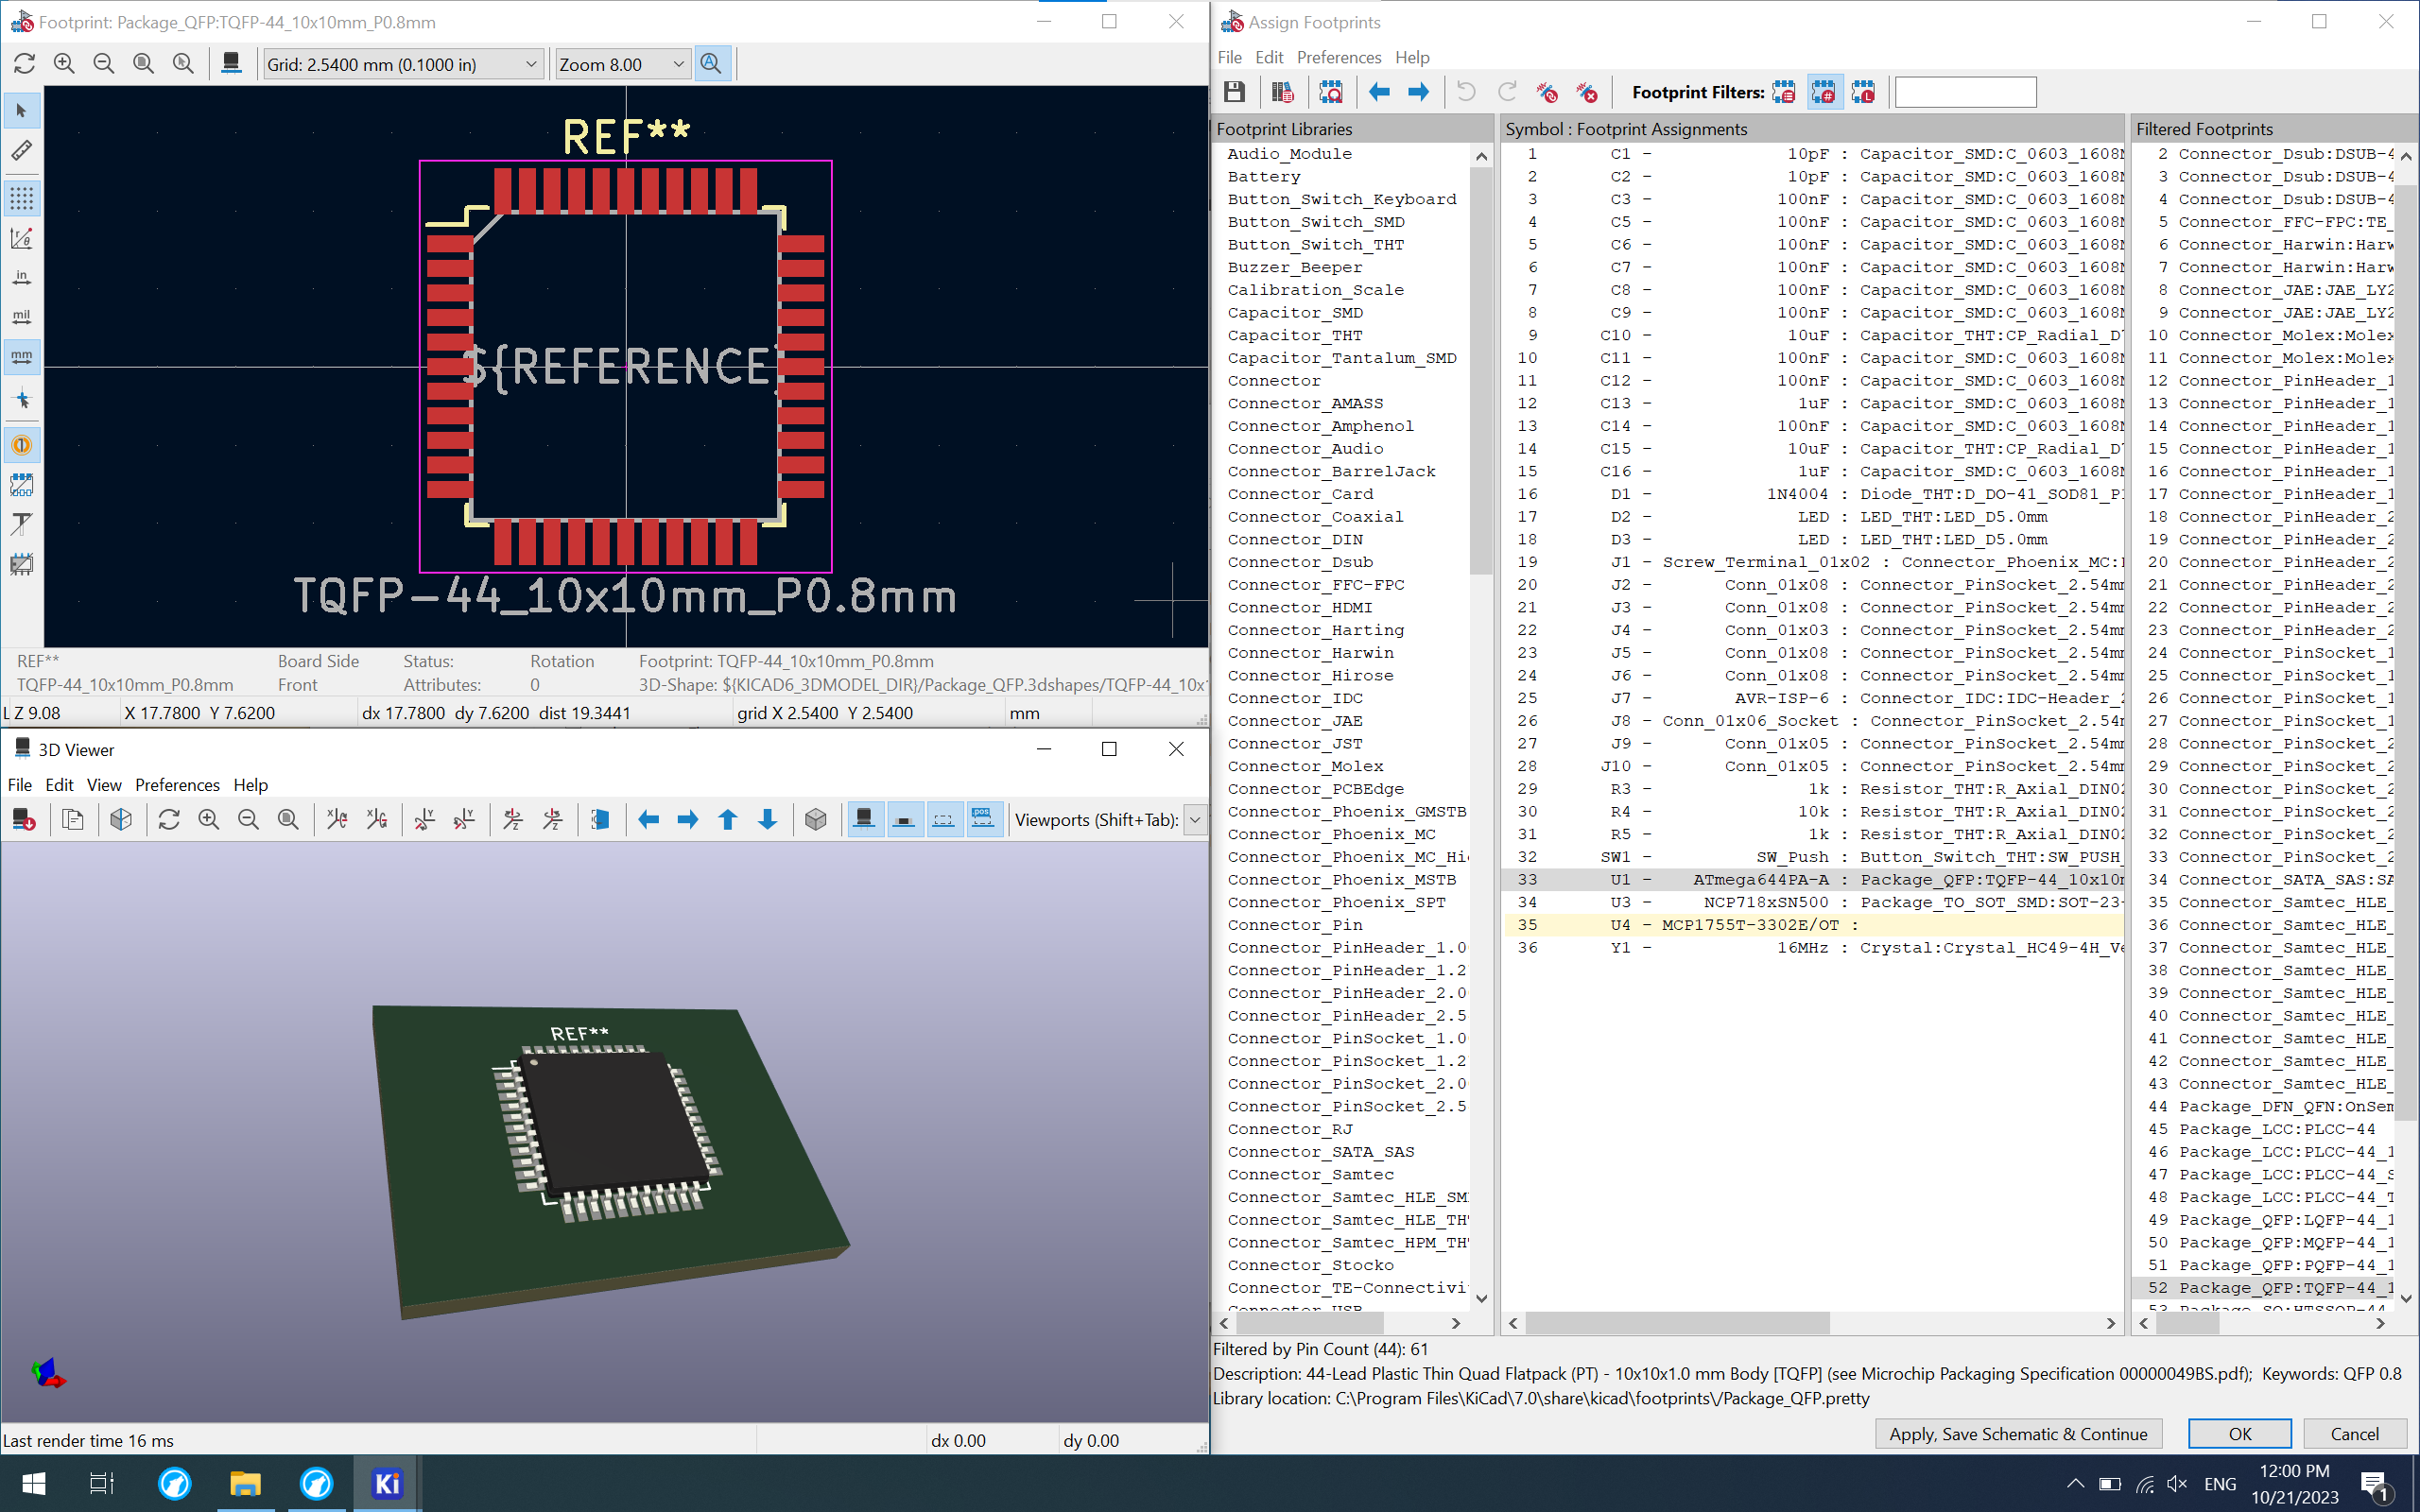 Footprint: Package_QFP:TQFP-44_10x10mm_P0.8mm
Grid: 2.5400 mm (0.1000 in)
Zoom 8.00
in
mil
mm
REF**
${REFERENCE
TQFP-44_10x10mm_P0.8mm
REF**
TQFP-44_10x10mm_P0.8mm
Board Side
Front
Status:
Attributes:
Rotation
0
Footprint: TQFP-44_10x10mm_P0.8mm
3D-Shape: ${KICAD6_3DMODEL_DIR}/Package_QFP.3dshapes/TQFP-44_10x
Z 9.08
X 17.7800 Y 7.6200
dx 17.7800 dy 7.6200 dist 19.3441
grid X 2.5400 Y 2.5400
mm
3D Viewer
File Edit View Preferences Help
Viewports (Shift+Tab):
REF**
Last render time 16 ms
dx 0.00
dy 0.00
Assign Footprints
File Edit Preferences Help
Footprint Filters:
Footprint Libraries
Audio_Module
Battery
Button_Switch_Keyboard
Button_Switch_SMD
Button_Switch_THT
Buzzer_Beeper
Calibration_Scale
Capacitor_SMD
Capacitor_THT
Capacitor_Tantalum_SMD
Connector
Connector_AMASS
Connector_Amphenol
Connector_Audio
Connector_BarrelJack
Connector_Card
Connector_Coaxial
Connector_DIN
Connector_Dsub
Connector_FFC-FPC
Connector_HDMI
Connector_Harting
Connector_Harwin
Connector_Hirose
Connector_IDC
Connector_JAE
Connector_JST
Connector_Molex
Connector_PCBEdge
Connector_Phoenix_GMSTB
Connector_Phoenix_MC
Connector_Phoenix_MC_Hi
Connector_Phoenix_MSTB
Connector_Phoenix_SPT
Connector_Pin
Connector_PinHeader_1.0
Connector_PinHeader_1.2
Connector_PinHeader_2.0
Connector_PinHeader_2.5
Connector_PinSocket_1.0
Connector_PinSocket_1.2
Connector_PinSocket_2.0
Connector_PinSocket_2.5
Connector_RJ
Connector_SATA_SAS
Connector_Samtec
Connector_Samtec_HLE_SM
Connector_Samtec_HLE_TH
Connector_Samtec_HPM_TH
Connector_Stocko
Connector_TE-Connectivi
Connector_USB
Symbol : Footprint Assignments
1 C1 - 10pF : Capacitor_SMD:C_0603_1608
2 C2 - 10pF : Capacitor_SMD:C_0603_1608
3 C3 - 100nF : Capacitor_SMD:C_0603_1608
4 C5 - 100nF : Capacitor_SMD:C_0603_1608
5 C6 - 100nF : Capacitor_SMD:C_0603_1608
6 C7 - 100nF : Capacitor_SMD:C_0603_1608
7 C8 - 100nF : Capacitor_SMD:C_0603_1608
8 C9 - 100nF : Capacitor_SMD:C_0603_1608
9 C10 - 10uF : Capacitor_THT:CP_Radial_D
10 C11 - 100nF : Capacitor_SMD:C_0603_1608
11 C12 - 100nF : Capacitor_SMD:C_0603_1608
12 C13 - 1uF : Capacitor_SMD:C_0603_1608
13 C14 - 100nF : Capacitor_SMD:C_0603_1608
14 C15 - 10uF : Capacitor_THT:CP_Radial_D
15 C16 - 1uF : Capacitor_SMD:C_0603_1608
16 D1 - 1N4004 : Diode_THT:D_DO-41_SOD81_P
17 D2 - LED : LED_THT:LED_D5.0mm
18 D3 - LED : LED_THT:LED_D5.0mm
19 J1 - Screw_Terminal_01x02 : Connector_Phoenix_MC:
20 J2 - Conn_01x08 : Connector_PinSocket_2.54m
21 J3 - Conn_01x08 : Connector_PinSocket_2.54m
22 J4 - Conn_01x03 : Connector_PinSocket_2.54m
23 J5 - Conn_01x08 : Connector_PinSocket_2.54m
24 J6 - Conn_01x08 : Connector_PinSocket_2.54m
25 J7 - AVR-ISP-6 : Connector_IDC:IDC-Header_2
26 J8 - Conn_01x06_Socket : Connector_PinSocket_2.54
27 J9 - Conn_01x05 : Connector_PinSocket_2.54m
28 J10 - Conn_01x05 : Connector_PinSocket_2.54m
29 R3 - 1k : Resistor_THT:R_Axial_DIN02
30 R4 - 10k : Resistor_THT:R_Axial_DIN02
31 R5 - 1k : Resistor_THT:R_Axial_DIN02
32 SW1 - SW_Push : Button_Switch_THT:SW_PUSH_
33 U1 - ATmega644PA-A : Package_QFP:TQFP-44_10x10
34 U3 - NCP718xSN500 : Package_TO_SOT_SMD:SOT-23-
35 U4 - MCP1755T-3302E/OT :
36 Y1 - 16MHz : Crystal:Crystal_HC49-4H_Ve
Filtered Footprints
2 Connector_Dsub:DSUB-4
3 Connector_Dsub:DSUB-4
4 Connector_Dsub:DSUB-4
5 Connector_FFC-FPC:TE_
6 Connector_Harwin:Harw
7 Connector_Harwin:Harw
8 Connector_JAE:JAE_LY2
9 Connector_JAE:JAE_LY2
10 Connector_Molex:Molex
11 Connector_Molex:Molex
12 Connector_PinHeader_1
13 Connector_PinHeader_1
14 Connector_PinHeader_1
15 Connector_PinHeader_1
16 Connector_PinHeader_1
17 Connector_PinHeader_1
18 Connector_PinHeader_2
19 Connector_PinHeader_2
20 Connector_PinHeader_2
21 Connector_PinHeader_2
22 Connector_PinHeader_2
23 Connector_PinHeader_2
24 Connector_PinSocket_1
25 Connector_PinSocket_1
26 Connector_PinSocket_1
27 Connector_PinSocket_1
28 Connector_PinSocket_2
29 Connector_PinSocket_2
30 Connector_PinSocket_2
31 Connector_PinSocket_2
32 Connector_PinSocket_2
33 Connector_PinSocket_2
34 Connector_SATA_SAS:SA
35 Connector_Samtec_HLE_
36 Connector_Samtec_HLE_
37 Connector_Samtec_HLE_
38 Connector_Samtec_HLE_
39 Connector_Samtec_HLE_
40 Connector_Samtec_HLE_
41 Connector_Samtec_HLE_
42 Connector_Samtec_HLE_
43 Connector_Samtec_HLE_
44 Package_DFN_QFN:OnSem
45 Package_LCC:PLCC-44
46 Package_LCC:PLCC-44_1
47 Package_LCC:PLCC-44_S
48 Package_LCC:PLCC-44_T
49 Package_QFP:LQFP-44_1
50 Package_QFP:MQFP-44_1
51 Package_QFP:PQFP-44_1
52 Package_QFP:TQFP-44_1
53 Package_SO:HTSSOP-44
Filtered by Pin Count (44): 61
Description: 44-Lead Plastic Thin Quad Flatpack (PT) - 10x10x1.0 mm Body [TQFP] (see Microchip Packaging Specification 00000049BS.pdf); Keywords: QFP 0.8
Library location: C:\Program Files\KiCad\7.0\share\kicad\footprints\/Package_QFP.pretty
Apply, Save Schematic & Continue
OK
Cancel
Ki
ENG
12:00 PM
10/21/2023
1